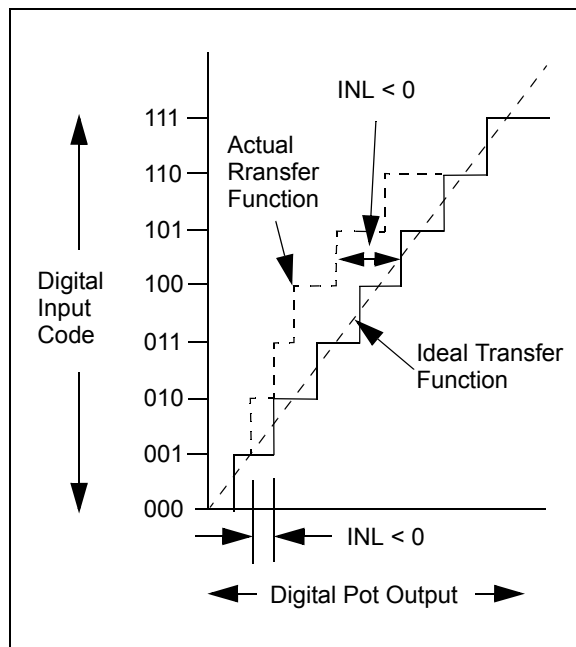 INL < 0
111
Actual
Rransfer
Function
110
101
100
Digital
Input
Code
011
Ideal Transfer
Function
010
001
000
INL < 0
Digital Pot Output